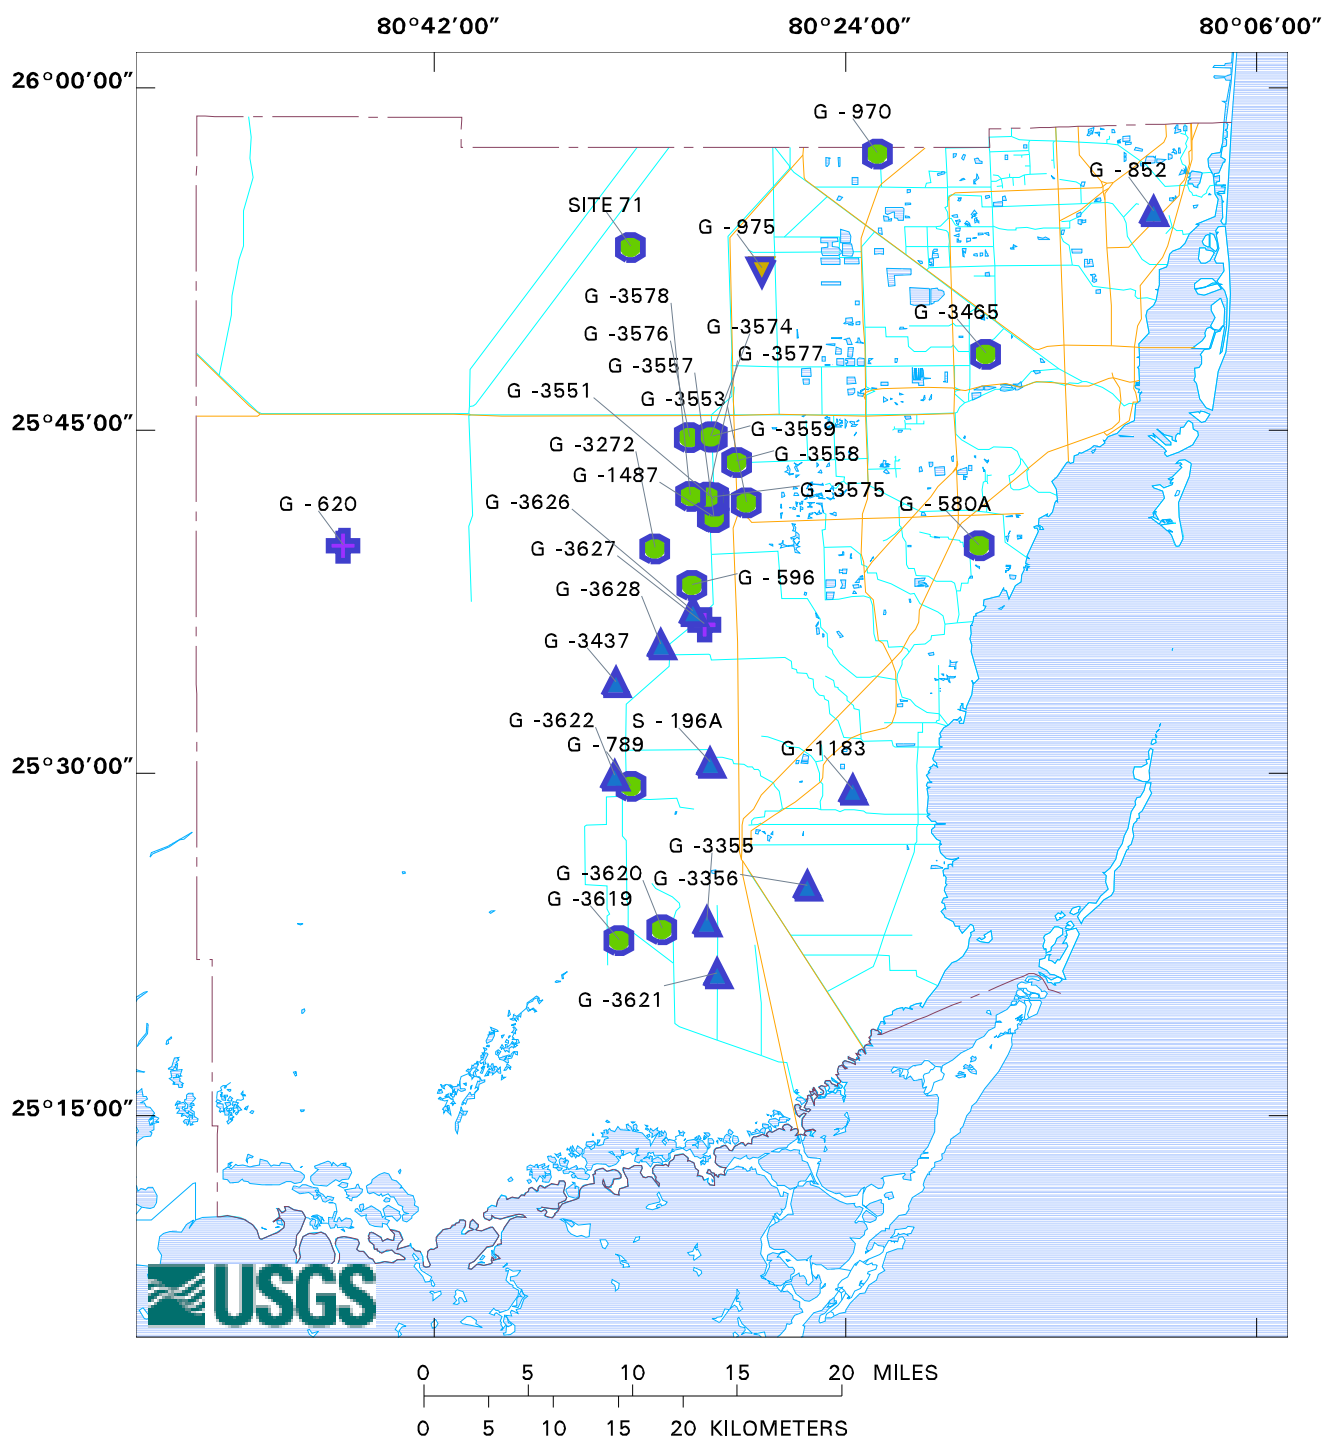 80°42′00″ 80°24′00″ 80°06′00″
26°00′00″
G - 970
G - 852
SITE 71
G - 975
G -3578
G -3465
G -3576
G -3574
G -3577
G -3557
G -3551
G -3553
25°45′00″
G -3559
G -3272
G -3558
G -1487
G -3575
G - 620
G -3626
G - 580A
G -3627
G - 596
G -3628
G -3437
G -3622
S - 196A
G - 789
G -1183
25°30′00″
G -3355
G -3620
G -3356
G -3619
G -3621
25°15′00″
USGS
0 5 10 15 20 MILES
0 5 10 15 20 KILOMETERS